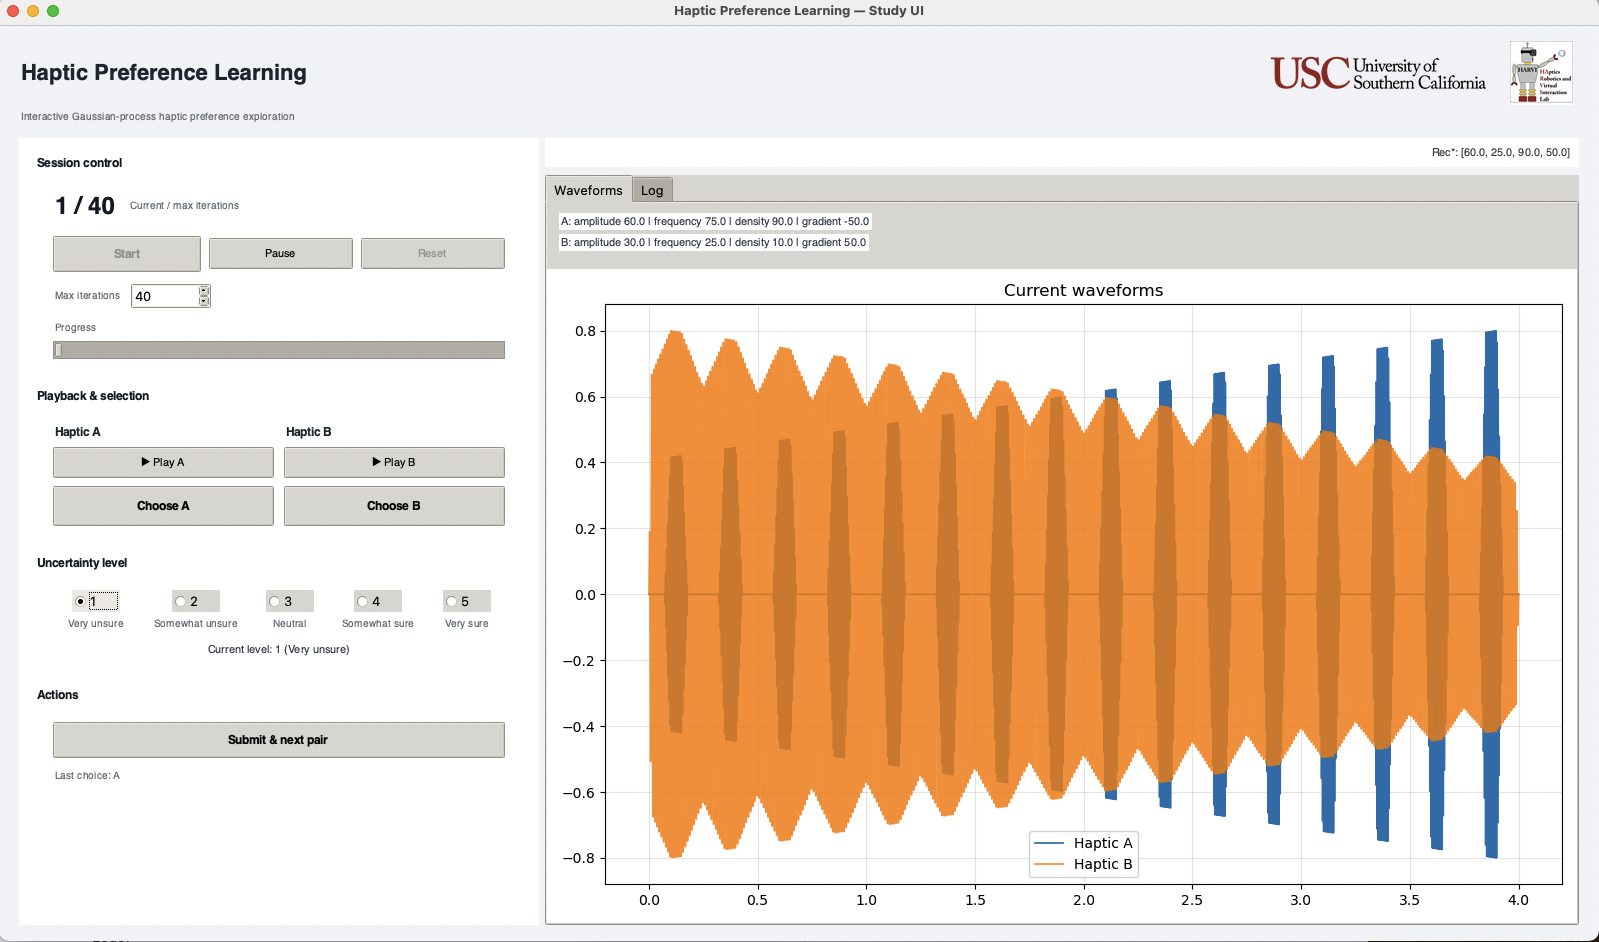 Haptic Preference Learning — Study UI
Haptic Preference Learning
USC University of
Southern California
HARVI
HAptics
Robotics and
Virtual
Interaction
Lab
Interactive Gaussian-process haptic preference exploration
Session control
1 / 40 Current / max iterations
Start Pause Reset
Max iterations 40
Progress
Playback & selection
Haptic A Haptic B
▶ Play A ▶ Play B
Choose A Choose B
Uncertainty level
1 2 3 4 5
Very unsure Somewhat unsure Neutral Somewhat sure Very sure
Current level: 1 (Very unsure)
Actions
Submit & next pair
Last choice: A
Rec*: [60.0, 25.0, 90.0, 50.0]
Waveforms Log
A: amplitude 60.0 | frequency 75.0 | density 90.0 | gradient -50.0
B: amplitude 30.0 | frequency 25.0 | density 10.0 | gradient 50.0
Current waveforms
0.8
0.6
0.4
0.2
0.0
−0.2
−0.4
−0.6
−0.8
Haptic A
Haptic B
0.0 0.5 1.0 1.5 2.0 2.5 3.0 3.5 4.0